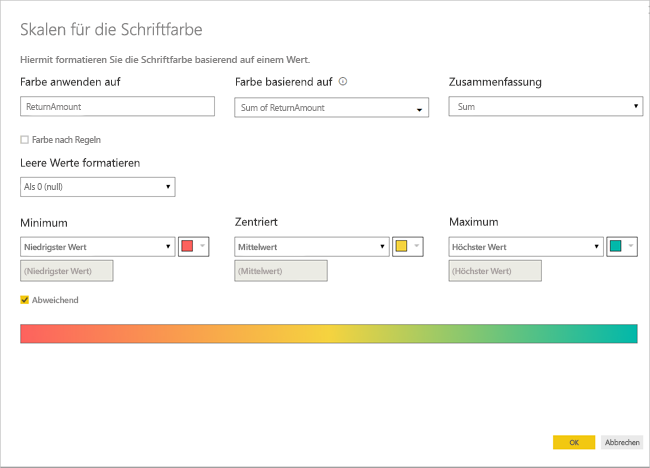 Skalen für die Schriftfarbe
Hiermit formatieren Sie die Schriftfarbe basierend auf einem Wert.
Farbe anwenden auf Farbe basierend auf Zusammenfassung
ReturnAmount Sum of ReturnAmount Sum
Farbe nach Regeln
Leere Werte formatieren
Als 0 (null)
Minimum Zentriert Maximum
Niedrigster Wert Mittelwert Höchster Wert
(Niedrigster Wert) (Mittelwert) (Höchster Wert)
Abweichend
OK Abbrechen